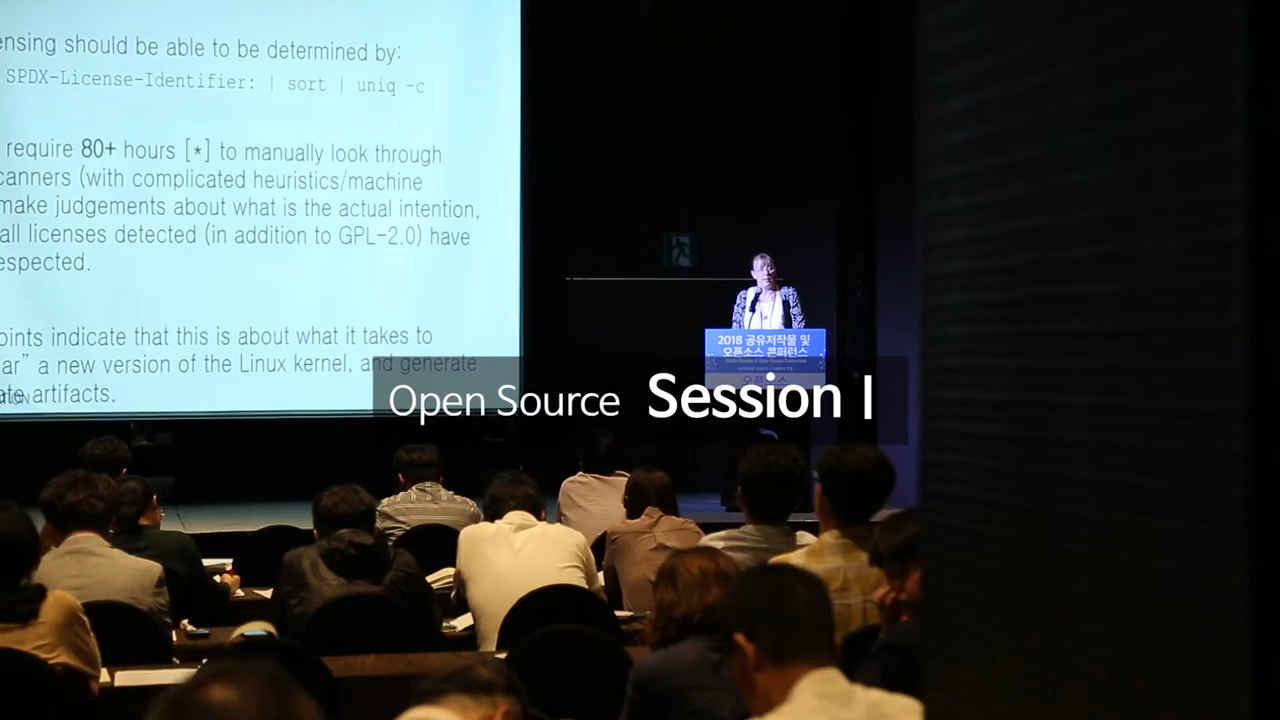 ensing should be able to be determined by:
SPDX-License-Identifier: | sort | uniq -c
require 80+ hours [*] to manually look through
canners (with complicated heuristics/machine
make judgements about what is the actual intention,
all licenses detected (in addition to GPL-2.0) have
espected.
oints indicate that this is about what it takes to
ar” a new version of the Linux kernel, and generate
ate artifacts.
2018 공유저작물 및
오픈소스 콘퍼런스
오픈소스
Open Source Session I